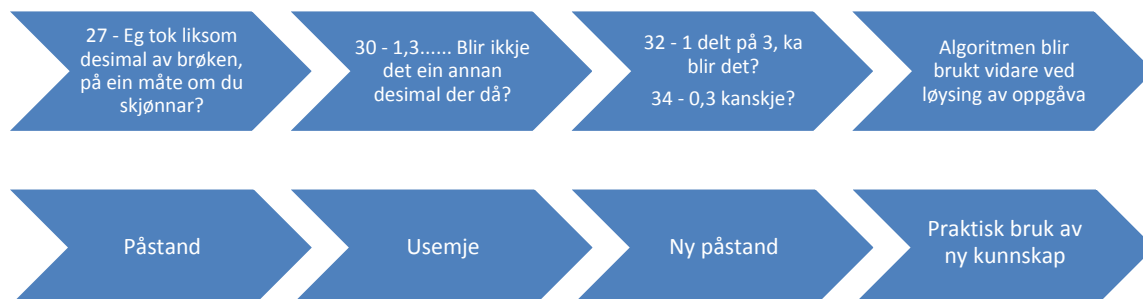 27 - Eg tok liksom
desimal av brøken,
på ein måte om du
skjønnar?
30 - 1,3...... Blir ikkje
det ein annan
desimal der då?
32 - 1 delt på 3, ka
blir det?
34 - 0,3 kanskje?
Algoritmen blir
brukt vidare ved
løysing av oppgåva
Påstand
Usemje
Ny påstand
Praktisk bruk av
ny kunnskap